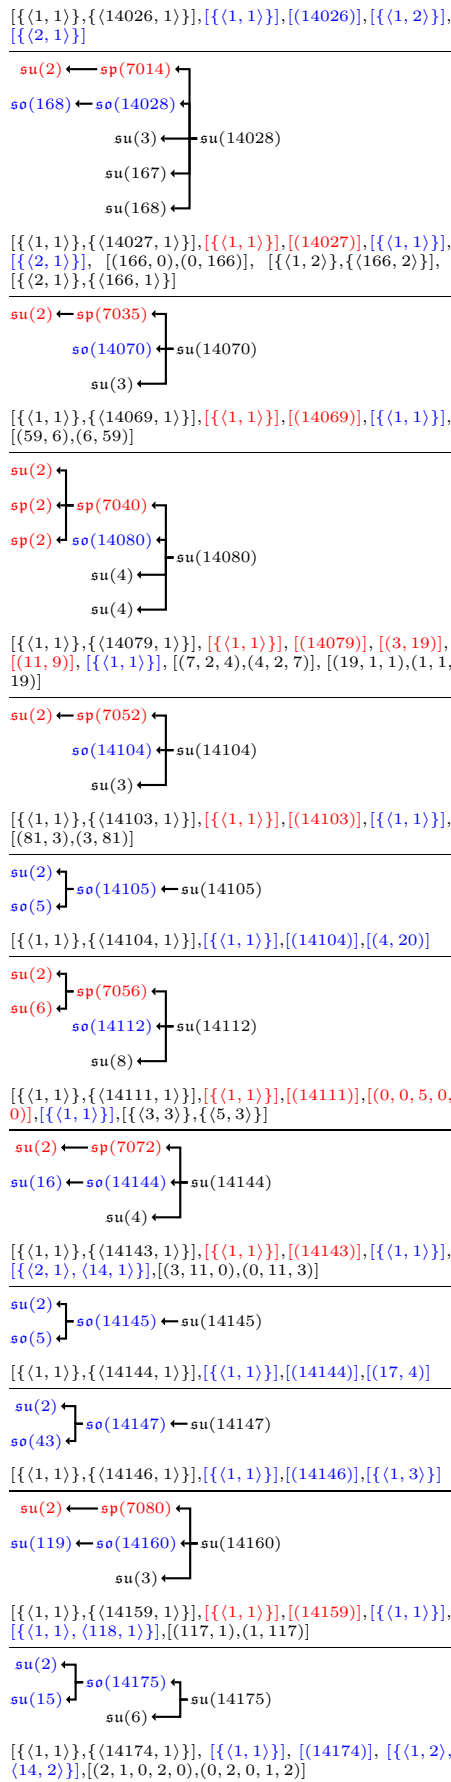 [{⟨1, 1⟩},{⟨14026, 1⟩}],[{⟨1, 1⟩}],[(14026)],[{⟨1, 2⟩}],
[{⟨2, 1⟩}]
𝔰𝔲(2) 𝔰𝔭(7014)
𝔰𝔬(168) 𝔰𝔬(14028)
𝔰𝔲(3) 𝔰𝔲(14028)
𝔰𝔲(167)
𝔰𝔲(168)
[{⟨1, 1⟩},{⟨14027, 1⟩}],[{⟨1, 1⟩}],[(14027)],[{⟨1, 1⟩}],
[{⟨2, 1⟩}], [(166, 0),(0, 166)], [{⟨1, 2⟩},{⟨166, 2⟩}],
[{⟨2, 1⟩},{⟨166, 1⟩}]
𝔰𝔲(2) 𝔰𝔭(7035)
𝔰𝔬(14070) 𝔰𝔲(14070)
𝔰𝔲(3)
[{⟨1, 1⟩},{⟨14069, 1⟩}],[{⟨1, 1⟩}],[(14069)],[{⟨1, 1⟩}],
[(59, 6),(6, 59)]
𝔰𝔲(2)
𝔰𝔭(2) 𝔰𝔭(7040)
𝔰𝔭(2) 𝔰𝔬(14080)
𝔰𝔲(14080)
𝔰𝔲(4)
𝔰𝔲(4)
[{⟨1, 1⟩},{⟨14079, 1⟩}], [{⟨1, 1⟩}], [(14079)], [(3, 19)],
[(11, 9)], [{⟨1, 1⟩}], [(7, 2, 4),(4, 2, 7)], [(19, 1, 1),(1, 1,
19)]
𝔰𝔲(2) 𝔰𝔭(7052)
𝔰𝔬(14104) 𝔰𝔲(14104)
𝔰𝔲(3)
[{⟨1, 1⟩},{⟨14103, 1⟩}],[{⟨1, 1⟩}],[(14103)],[{⟨1, 1⟩}],
[(81, 3),(3, 81)]
𝔰𝔲(2)
𝔰𝔬(14105) 𝔰𝔲(14105)
𝔰𝔬(5)
[{⟨1, 1⟩},{⟨14104, 1⟩}],[{⟨1, 1⟩}],[(14104)],[(4, 20)]
𝔰𝔲(2)
𝔰𝔭(7056)
𝔰𝔲(6)
𝔰𝔬(14112) 𝔰𝔲(14112)
𝔰𝔲(8)
[{⟨1, 1⟩},{⟨14111, 1⟩}],[{⟨1, 1⟩}],[(14111)],[(0, 0, 5, 0,
0)],[{⟨1, 1⟩}],[{⟨3, 3⟩},{⟨5, 3⟩}]
𝔰𝔲(2) 𝔰𝔭(7072)
𝔰𝔲(16) 𝔰𝔬(14144) 𝔰𝔲(14144)
𝔰𝔲(4)
[{⟨1, 1⟩},{⟨14143, 1⟩}],[{⟨1, 1⟩}],[(14143)],[{⟨1, 1⟩}],
[{⟨2, 1⟩, ⟨14, 1⟩}],[(3, 11, 0),(0, 11, 3)]
𝔰𝔲(2)
𝔰𝔬(14145) 𝔰𝔲(14145)
𝔰𝔬(5)
[{⟨1, 1⟩},{⟨14144, 1⟩}],[{⟨1, 1⟩}],[(14144)],[(17, 4)]
𝔰𝔲(2)
𝔰𝔬(14147) 𝔰𝔲(14147)
𝔰𝔬(43)
[{⟨1, 1⟩},{⟨14146, 1⟩}],[{⟨1, 1⟩}],[(14146)],[{⟨1, 3⟩}]
𝔰𝔲(2) 𝔰𝔭(7080)
𝔰𝔲(119) 𝔰𝔬(14160) 𝔰𝔲(14160)
𝔰𝔲(3)
[{⟨1, 1⟩},{⟨14159, 1⟩}],[{⟨1, 1⟩}],[(14159)],[{⟨1, 1⟩}],
[{⟨1, 1⟩, ⟨118, 1⟩}],[(117, 1),(1, 117)]
𝔰𝔲(2)
𝔰𝔬(14175)
𝔰𝔲(15) 𝔰𝔲(14175)
𝔰𝔲(6)
[{⟨1, 1⟩},{⟨14174, 1⟩}], [{⟨1, 1⟩}], [(14174)], [{⟨1, 2⟩,
⟨14, 2⟩}],[(2, 1, 0, 2, 0),(0, 2, 0, 1, 2)]